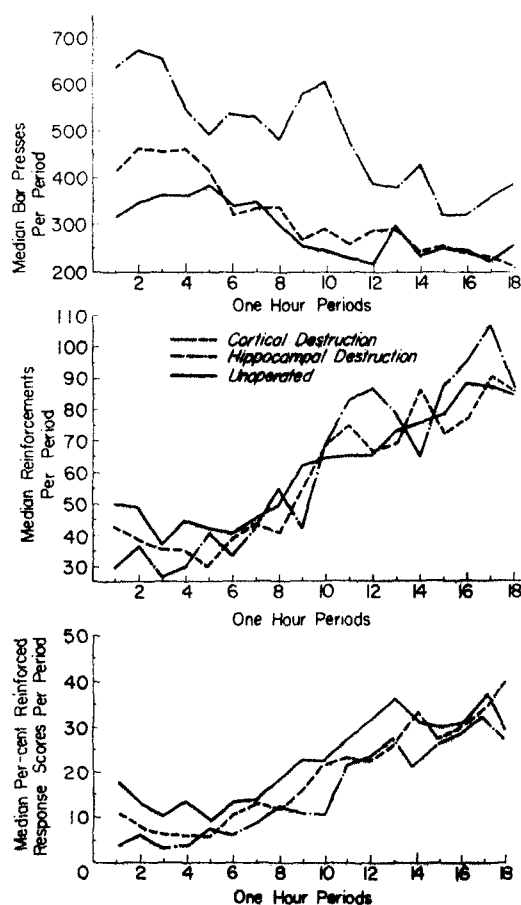 700
600
500
400
300
200
Median Bar Presses
Per Period
2 4 6 8 10 12 14 16 18
One Hour Periods
110
100
90
80
70
60
50
40
30
Median Reinforcements
Per Period
Cortical Destruction
Hippocampal Destruction
Unoperated
2 4 6 8 10 12 14 16 18
One Hour Periods
50
40
30
20
10
0
Median Per-cent Reinforced
Response Scores Per Period
2 4 6 8 10 12 14 16 18
One Hour Periods